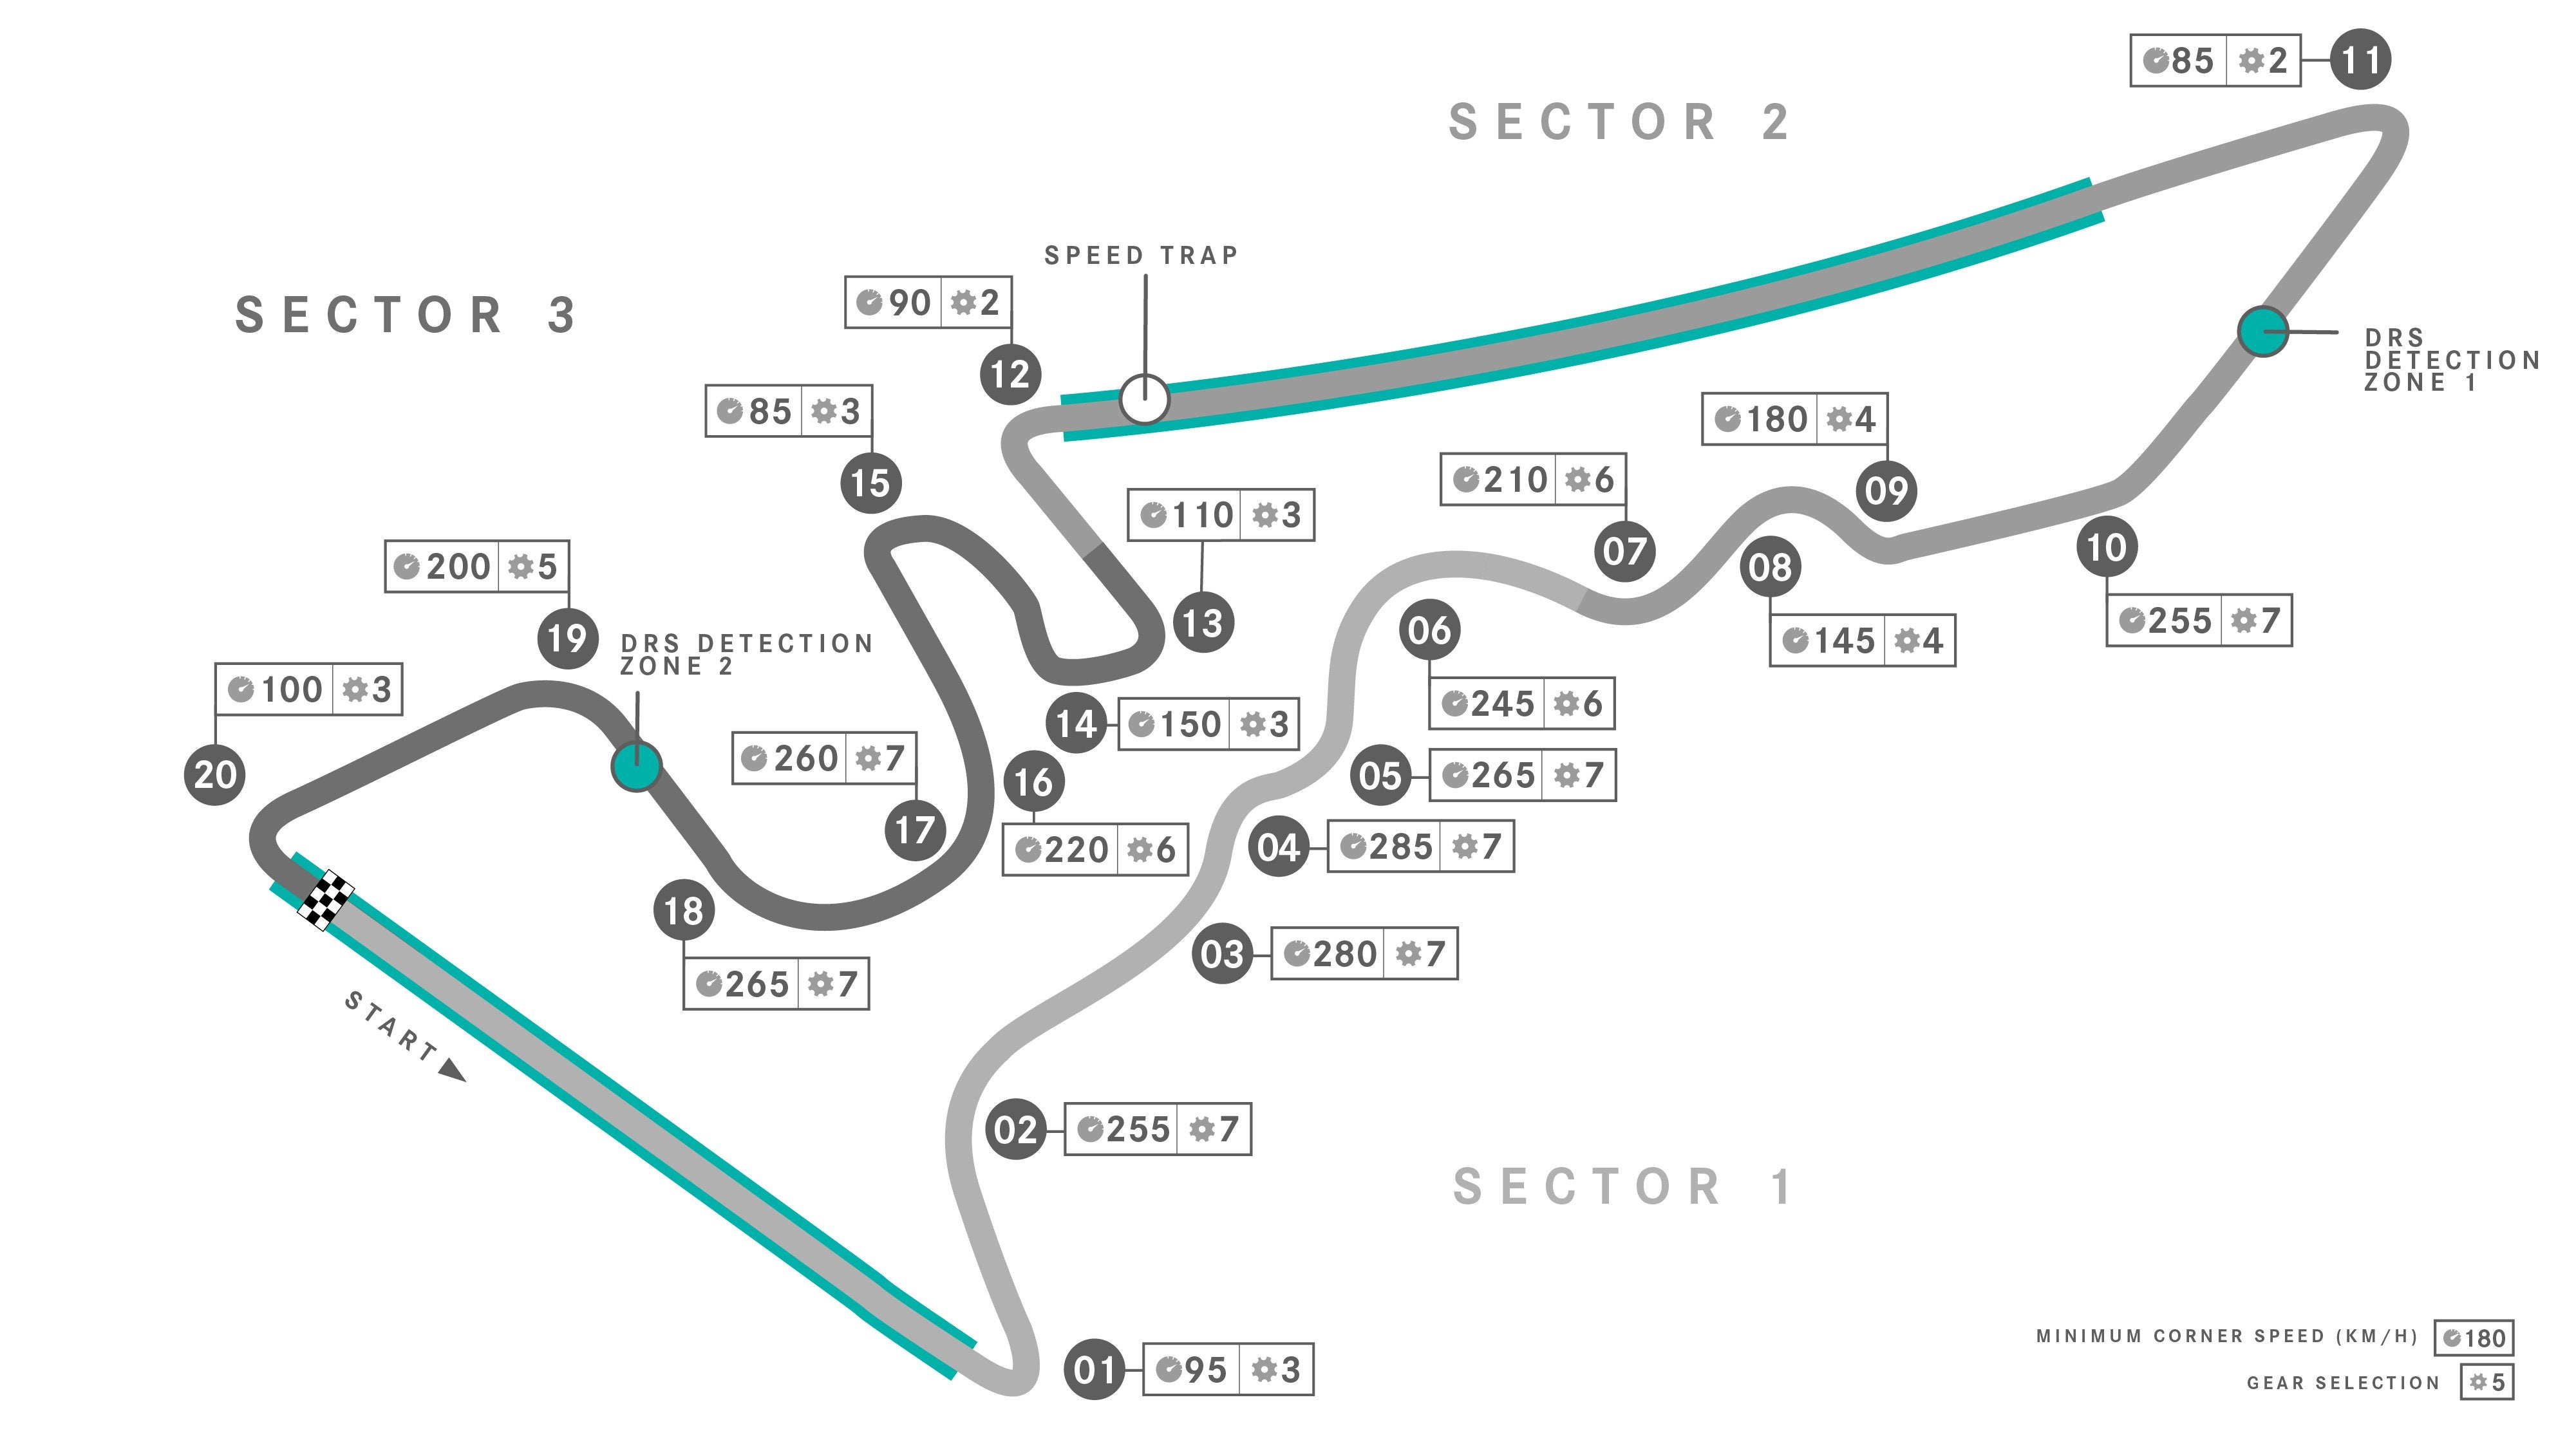 85 2 11
SECTOR 2
SPEED TRAP
SECTOR 3
90 2
12
DRS
DETECTION
ZONE 1
85 3
15
180 4
09
210 6
07
110 3
13
200 5
19
DRS DETECTION
ZONE 2
10
255 7
08
145 4
06
245 6
100 3
20
14 150 3
260 7
17
16
220 6
05 265 7
04 285 7
18
265 7
03 280 7
START
02 255 7
SECTOR 1
01 95 3
MINIMUM CORNER SPEED (KM/H) 180
GEAR SELECTION 5